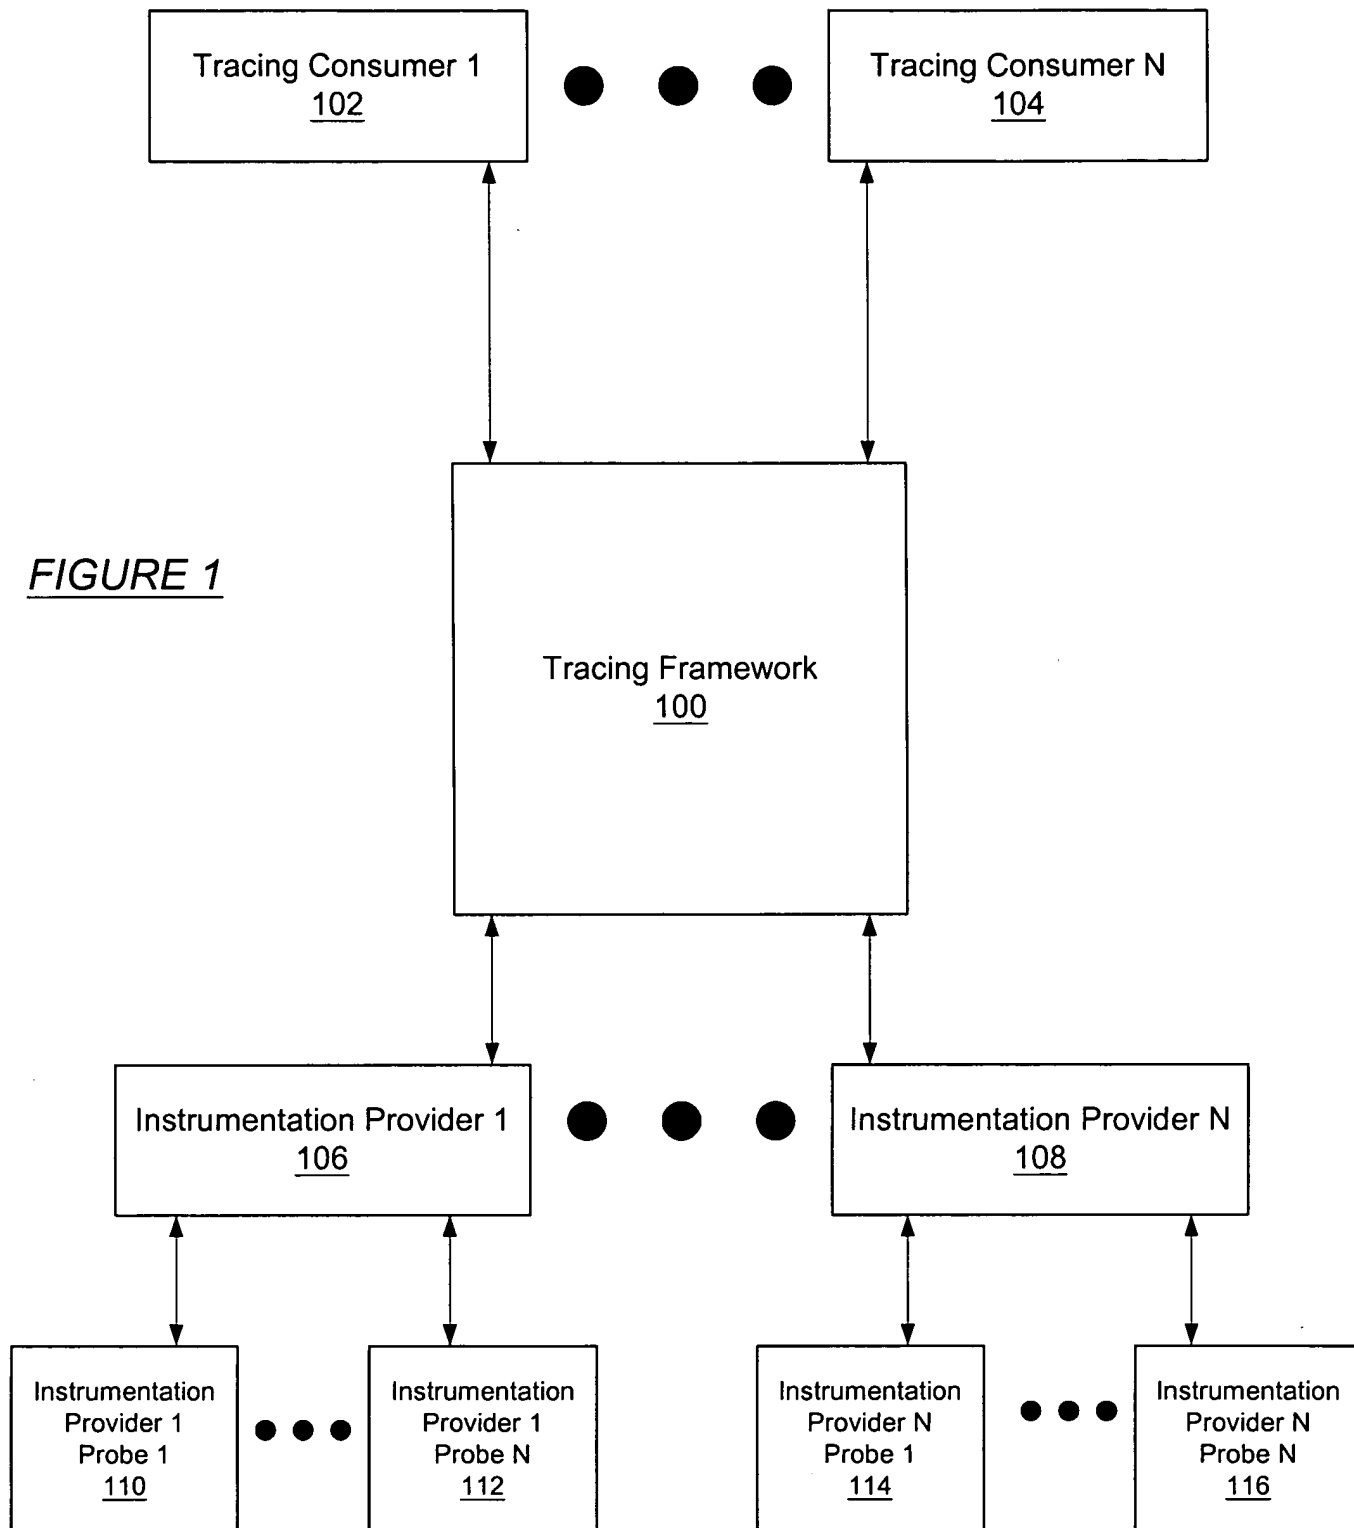 Tracing Consumer 1
102
Tracing Consumer N
104
FIGURE 1
Tracing Framework
100
Instrumentation Provider 1
106
Instrumentation Provider N
108
Instrumentation
Provider 1
Probe 1
110
Instrumentation
Provider 1
Probe N
112
Instrumentation
Provider N
Probe 1
114
Instrumentation
Provider N
Probe N
116